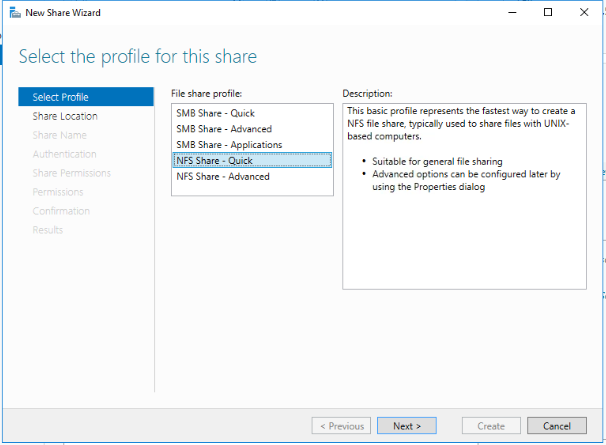 New Share Wizard
Select the profile for this share
Select Profile
Share Location
Share Name
Authentication
Share Permissions
Permissions
Confirmation
Results
File share profile:
SMB Share - Quick
SMB Share - Advanced
SMB Share - Applications
NFS Share - Quick
NFS Share - Advanced
Description:
This basic profile represents the fastest way to create a
NFS file share, typically used to share files with UNIX-
based computers.
• Suitable for general file sharing
• Advanced options can be configured later by
using the Properties dialog
< Previous
Next >
Create
Cancel